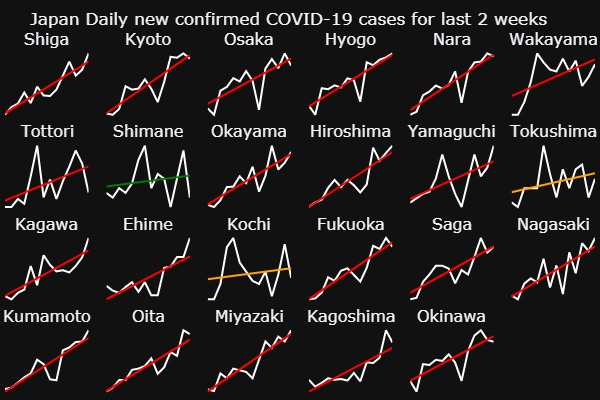 Japan Daily new confirmed COVID-19 cases for last 2 weeks
Shiga Kyoto Osaka Hyogo Nara Wakayama
Tottori Shimane Okayama Hiroshima Yamaguchi Tokushima
Kagawa Ehime Kochi Fukuoka Saga Nagasaki
Kumamoto Oita Miyazaki Kagoshima Okinawa